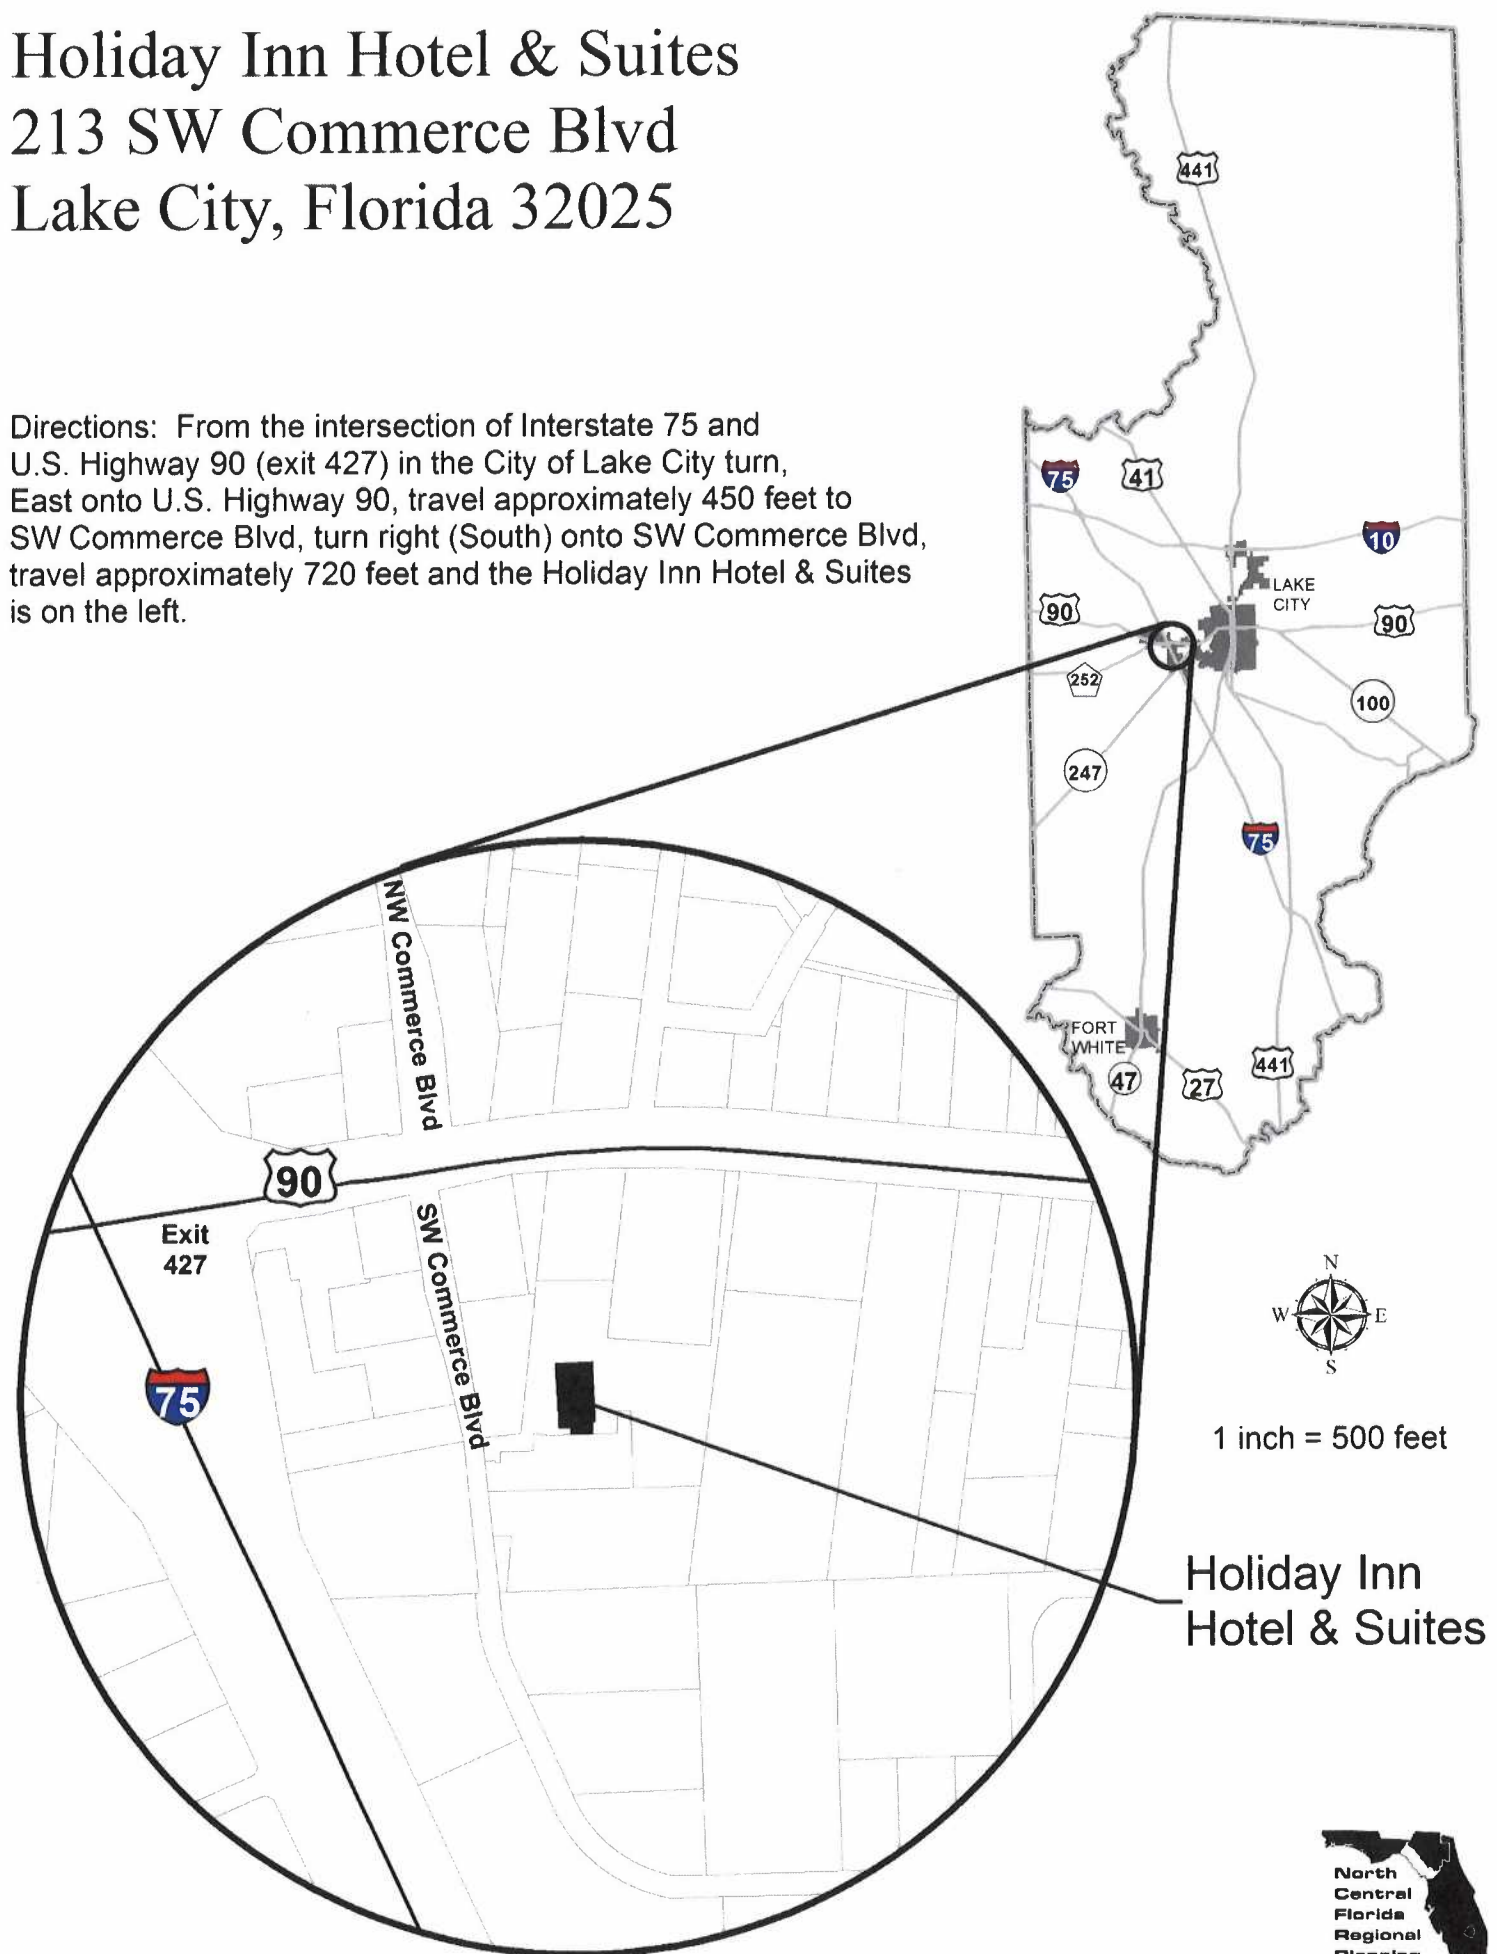 Holiday Inn Hotel & Suites
213 SW Commerce Blvd
Lake City, Florida 32025
Directions: From the intersection of Interstate 75 and
U.S. Highway 90 (exit 427) in the City of Lake City turn,
East onto U.S. Highway 90, travel approximately 450 feet to
SW Commerce Blvd, turn right (South) onto SW Commerce Blvd,
travel approximately 720 feet and the Holiday Inn Hotel & Suites
is on the left.
441
75
41
10
LAKE
CITY
90
90
252
100
247
75
FORT
WHITE
47
27
441
NW Commerce Blvd
90
Exit
427
SW Commerce Blvd
75
N
W
E
S
1 inch = 500 feet
Holiday Inn
Hotel & Suites
North
Central
Florida
Regional
Planning